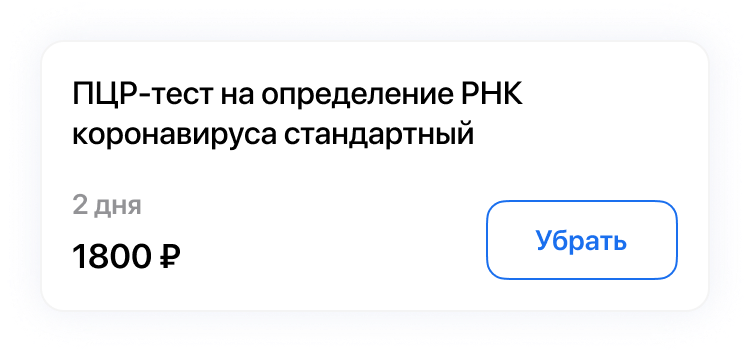 ПЦР-тест на определение РНК
коронавируса стандартный
2 дня
1800 ₽
Убрать